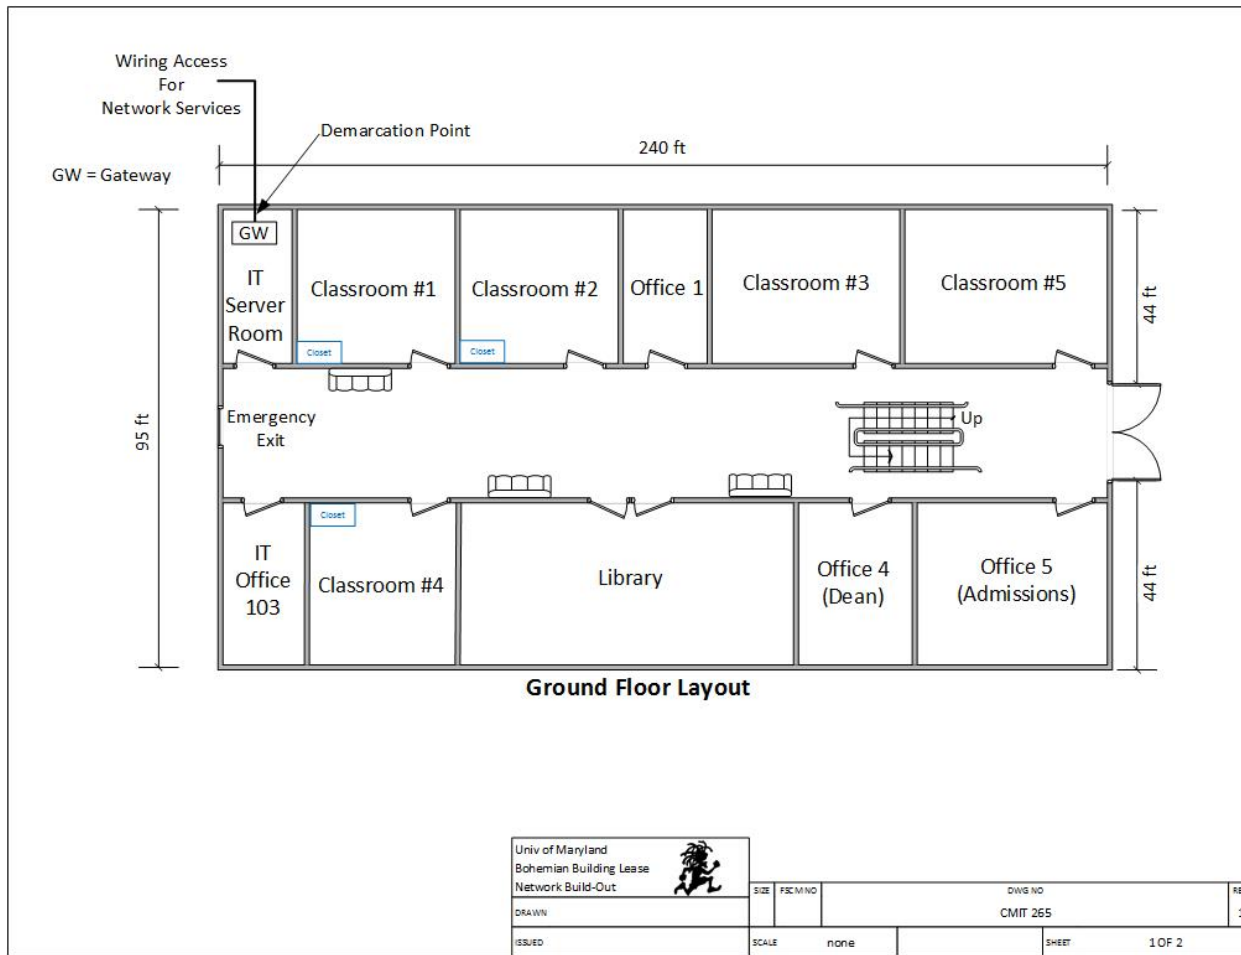 Wiring Access
For
Network Services
Demarcation Point
240 ft
GW = Gateway
GW
IT
Server
Room
Classroom #1
Closet
Classroom #2
Closet
Office 1
Classroom #3
Classroom #5
44 ft
95 ft
Emergency
Exit
Up
IT
Office
103
Closet
Classroom #4
Library
Office 4
(Dean)
Office 5
(Admissions)
44 ft
Ground Floor Layout
Univ of Maryland
Bohemian Building Lease
Network Build-Out
SIZE
FSCM NO
DWG NO
DRAWN
CMIT 265
ISSUED
SCALE
none
SHEET
1 OF 2